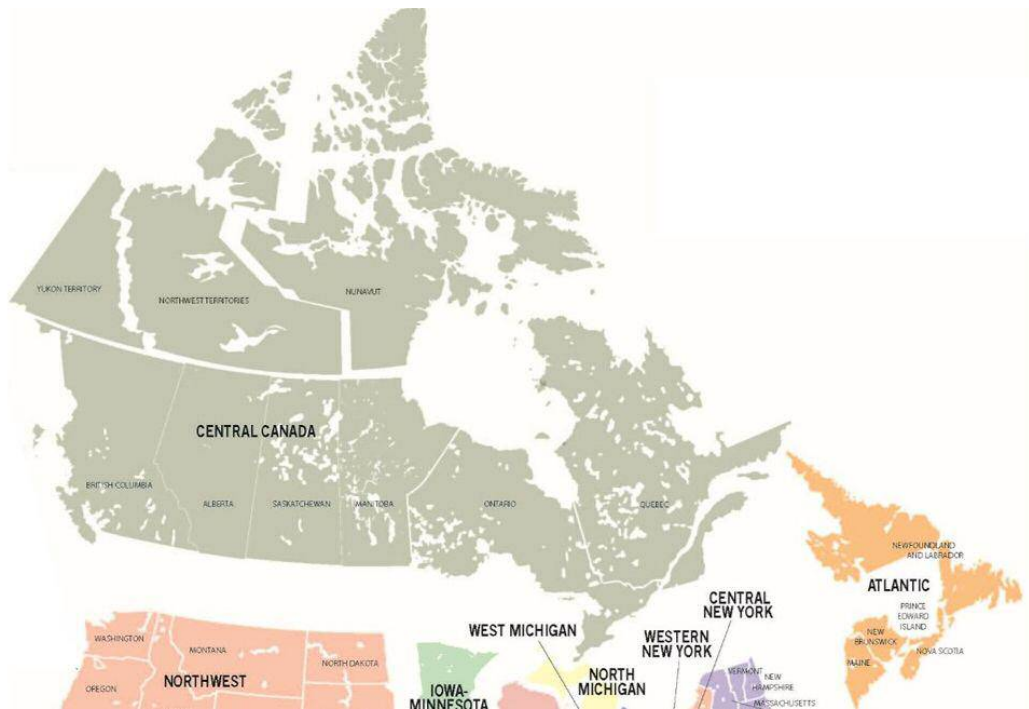 YUKON TERRITORY
NORTHWEST TERRITORIES
NUNAVUT
CENTRAL CANADA
BRITISH COLUMBIA
ALBERTA
SASKATCHEWAN
MANITOBA
ONTARIO
QUEBEC
NEWFOUNDLAND
AND LABRADOR
ATLANTIC
PRINCE
EDWARD
ISLAND
NEW
BRUNSWICK
NOVA SCOTIA
MAINE
CENTRAL
NEW YORK
WEST MICHIGAN
WESTERN
NEW YORK
WASHINGTON
MONTANA
NORTH DAKOTA
OREGON
NORTHWEST
IOWA-
MINNESOTA
NORTH
MICHIGAN
VERMONT
NEW
HAMPSHIRE
MASSACHUSETTS